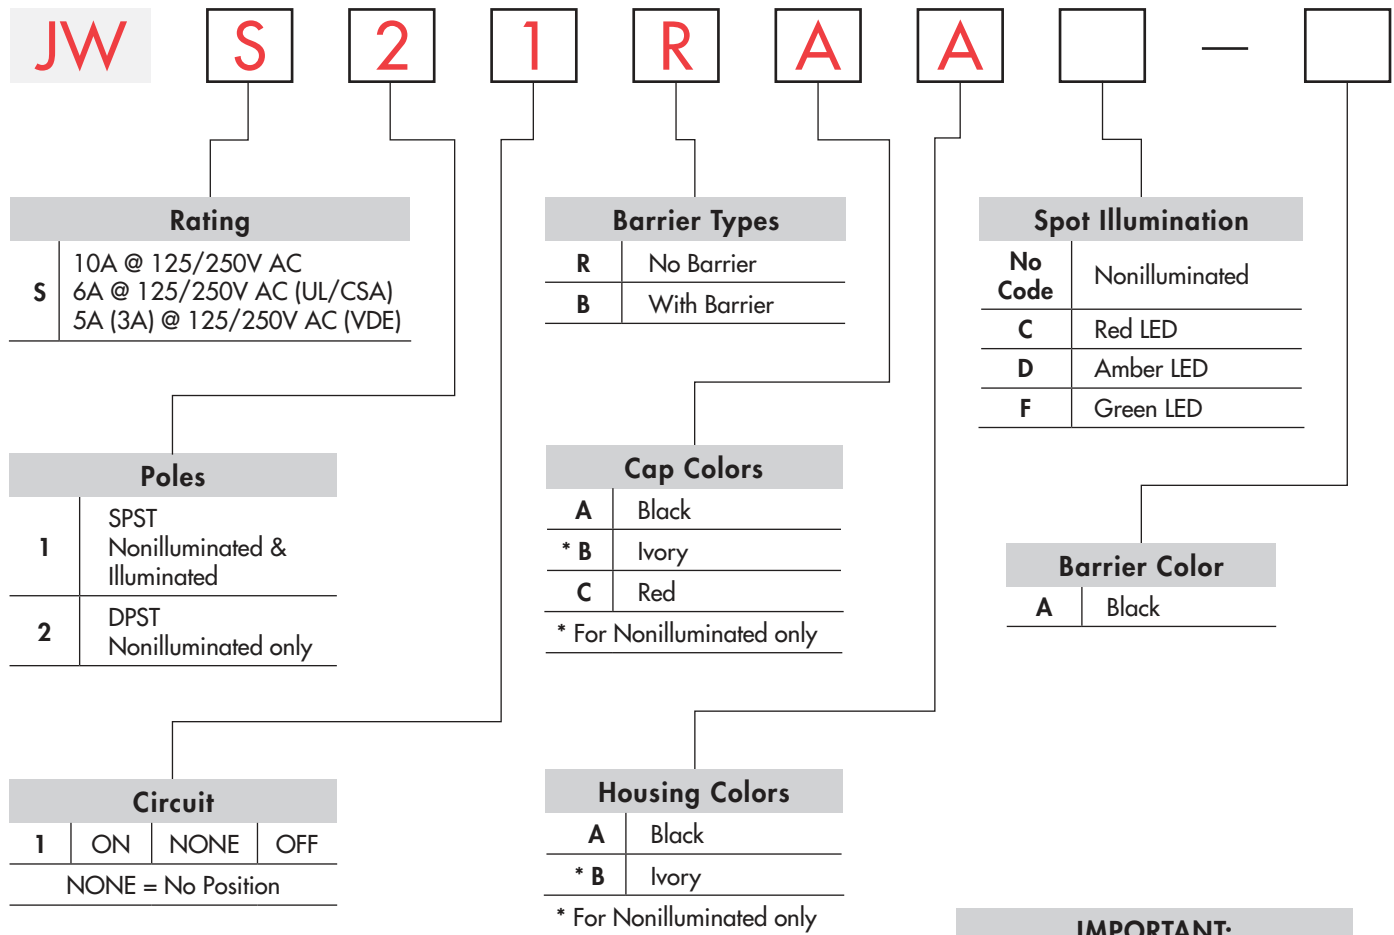 JW S 2 1 R A A —
Rating
S
10A @ 125/250V AC
6A @ 125/250V AC (UL/CSA)
5A (3A) @ 125/250V AC (VDE)
Poles
1
SPST
Nonilluminated &
Illuminated
2
DPST
Nonilluminated only
Circuit
1 ON NONE OFF
NONE = No Position
Barrier Types
R No Barrier
B With Barrier
Cap Colors
A Black
* B Ivory
C Red
* For Nonilluminated only
Housing Colors
A Black
* B Ivory
* For Nonilluminated only
Spot Illumination
No
Code
Nonilluminated
C Red LED
D Amber LED
F Green LED
Barrier Color
A Black
IMPORTANT: